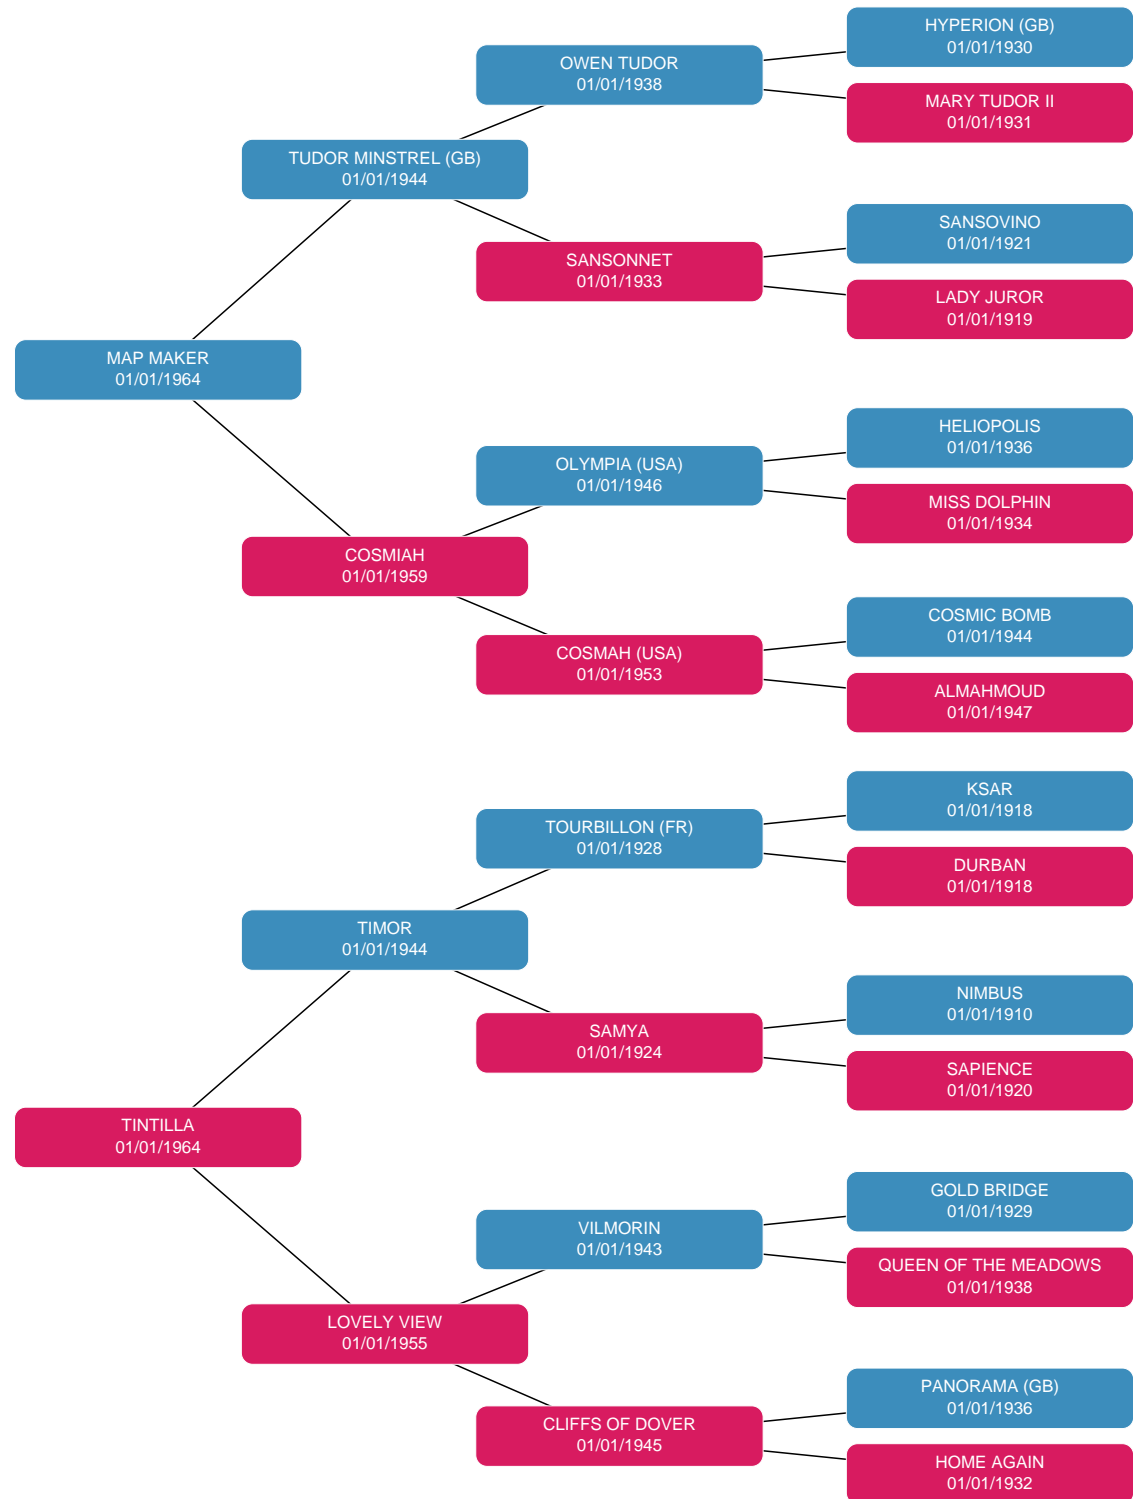 HYPERION (GB)
01/01/1930
OWEN TUDOR
01/01/1938
MARY TUDOR II
01/01/1931
TUDOR MINSTREL (GB)
01/01/1944
SANSOVINO
01/01/1921
SANSONNET
01/01/1933
LADY JUROR
01/01/1919
MAP MAKER
01/01/1964
HELIOPOLIS
01/01/1936
OLYMPIA (USA)
01/01/1946
MISS DOLPHIN
01/01/1934
COSMIAH
01/01/1959
COSMIC BOMB
01/01/1944
COSMAH (USA)
01/01/1953
ALMAHMOUD
01/01/1947
KSAR
01/01/1918
TOURBILLON (FR)
01/01/1928
DURBAN
01/01/1918
TIMOR
01/01/1944
NIMBUS
01/01/1910
SAMYA
01/01/1924
SAPIENCE
01/01/1920
TINTILLA
01/01/1964
GOLD BRIDGE
01/01/1929
VILMORIN
01/01/1943
QUEEN OF THE MEADOWS
01/01/1938
LOVELY VIEW
01/01/1955
PANORAMA (GB)
01/01/1936
CLIFFS OF DOVER
01/01/1945
HOME AGAIN
01/01/1932